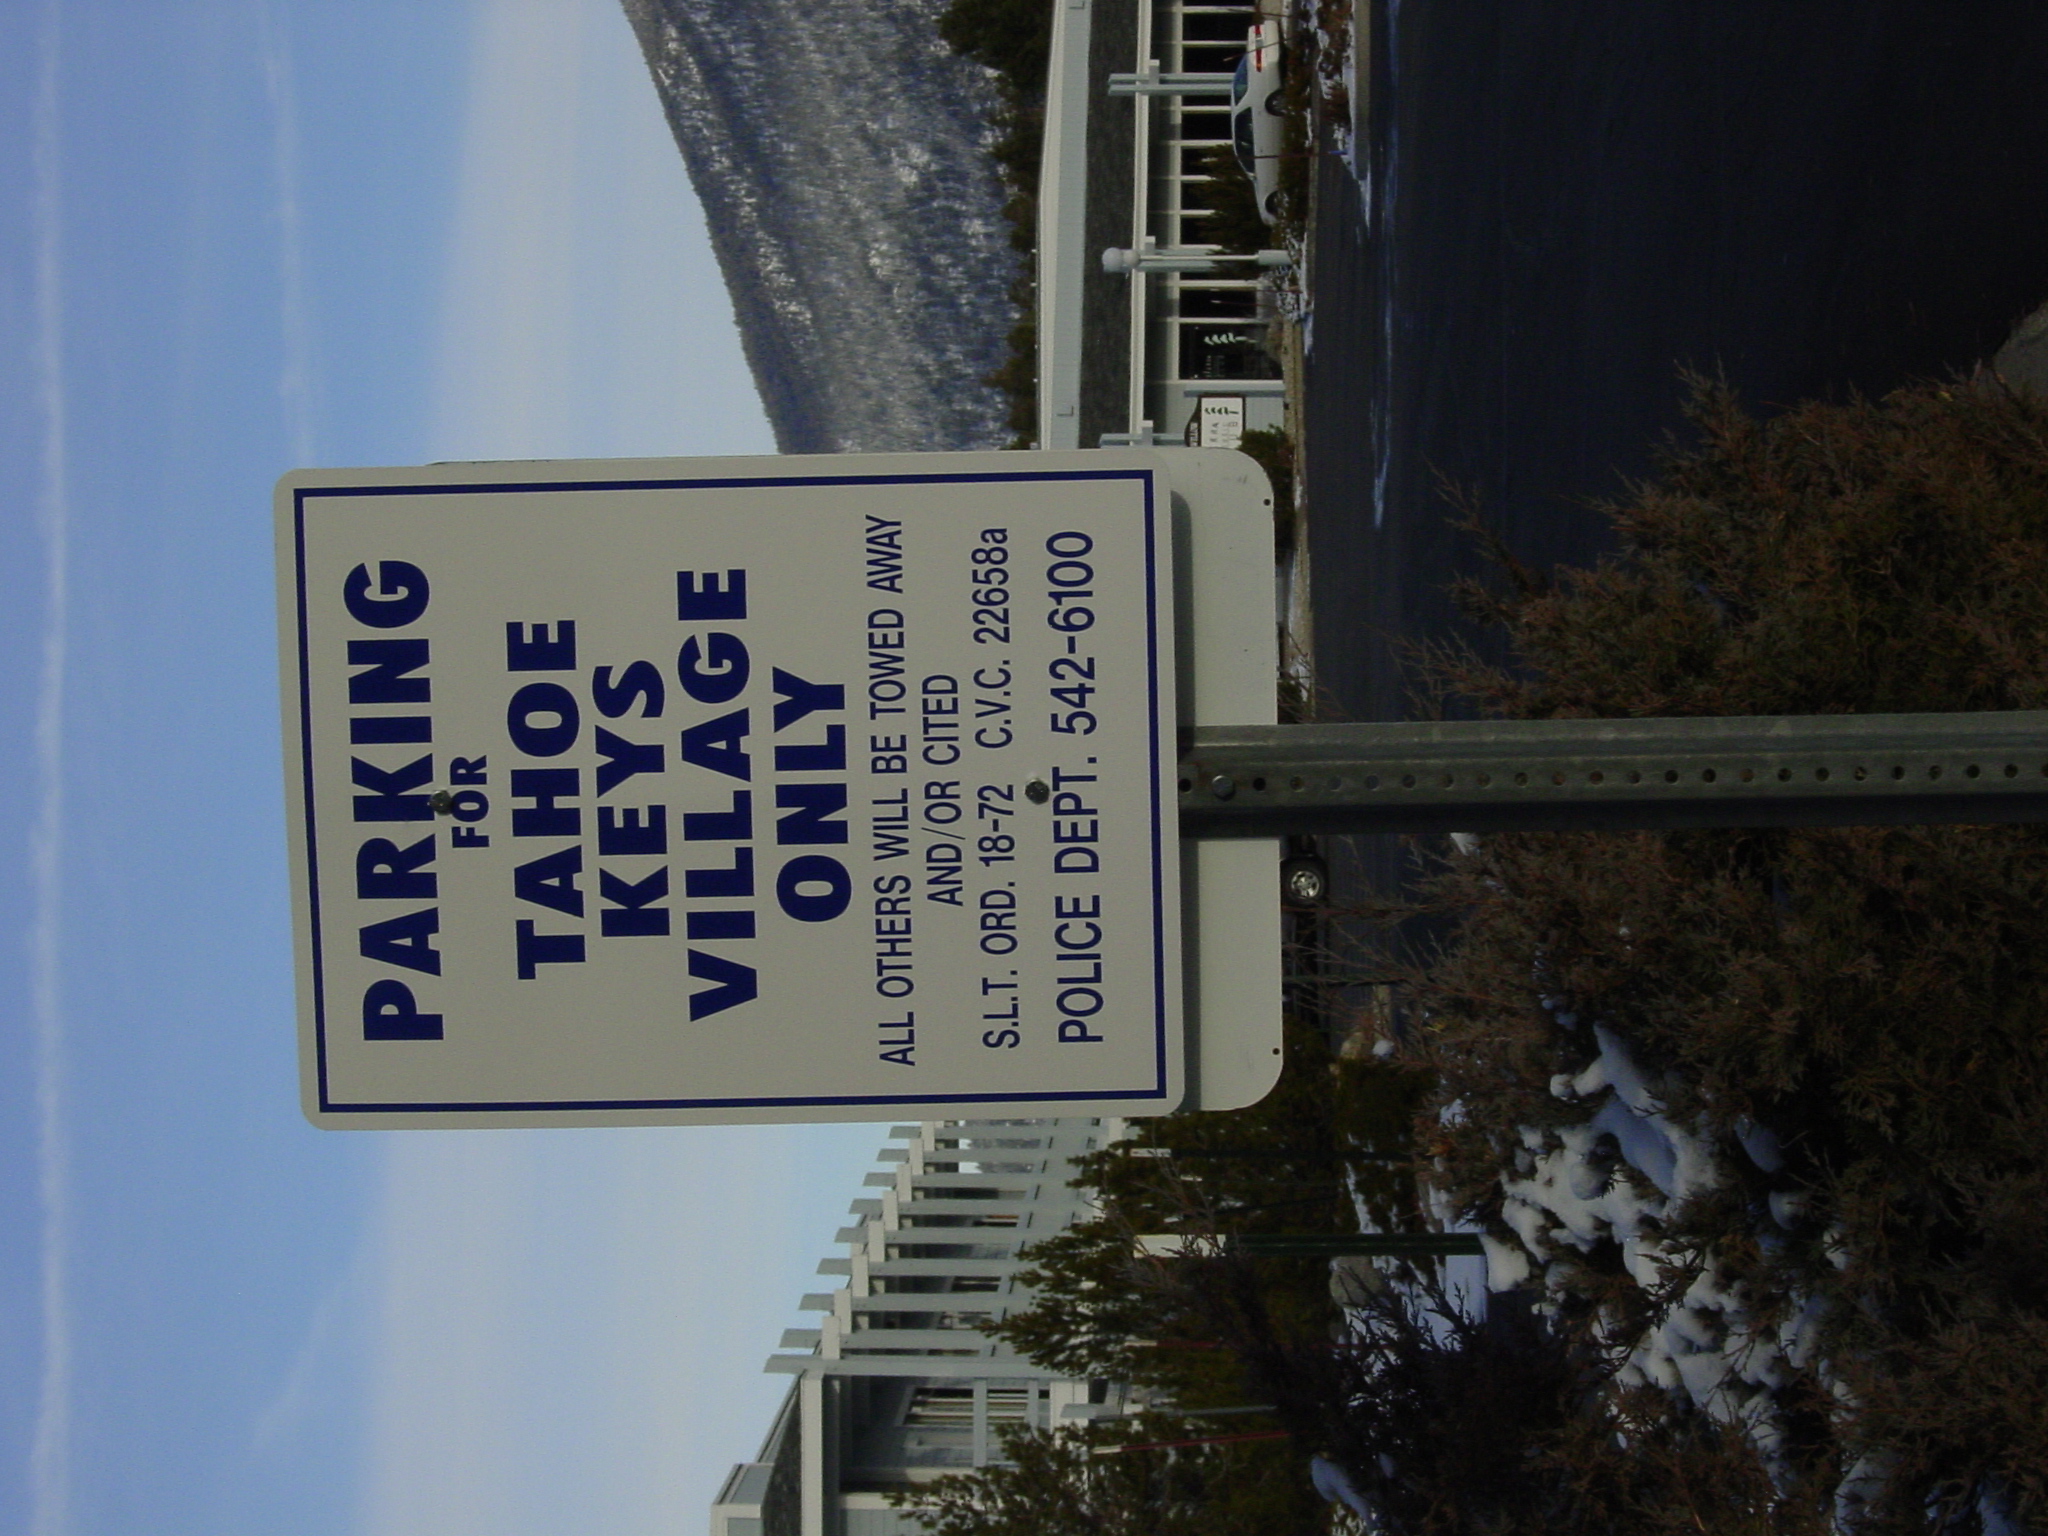 PARKING
FOR
TAHOE
KEYS
VILLAGE
ONLY
ALL OTHERS WILL BE TOWED AWAY
AND/OR CITED
S.L.T. ORD. 18-72 C.V.C. 22658a
POLICE DEPT. 542-6100